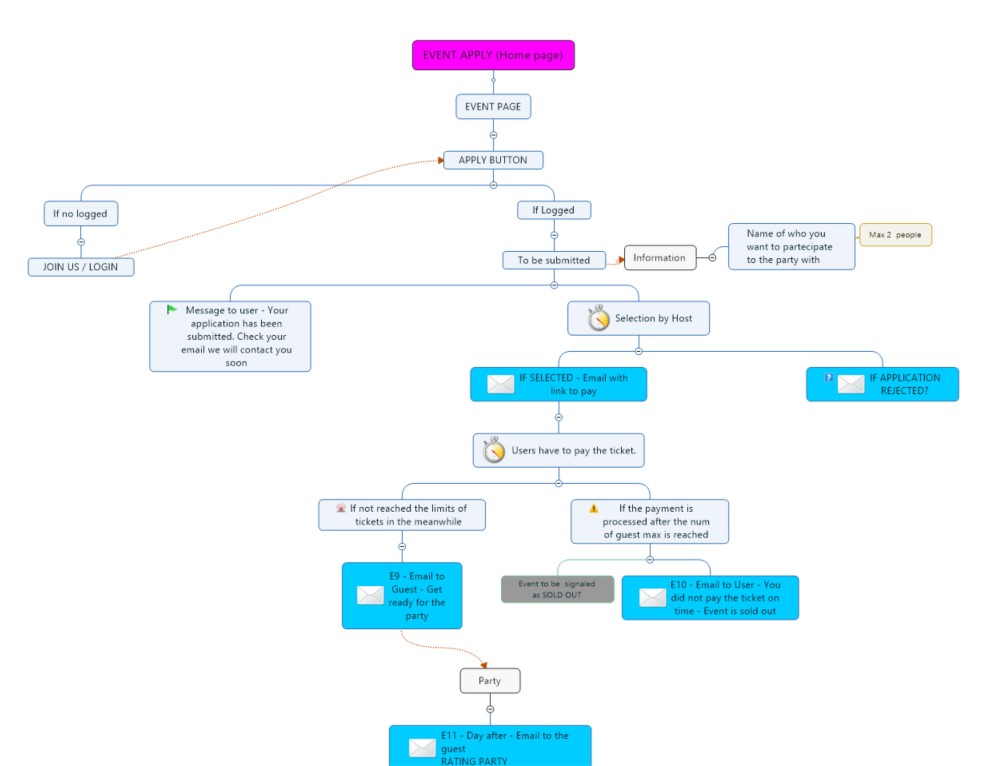 EVENT APPLY (Home page)
EVENT PAGE
APPLY BUTTON
If no logged
JOIN US / LOGIN
If Logged
To be submitted
Information
Name of who you
want to partecipate
to the party with
Max 2 people
Message to user - Your
application has been
submitted. Check your
email we will contact you
soon
Selection by Host
IF SELECTED - Email with
link to pay
IF APPLICATION
REJECTED?
Users have to pay the ticket.
If not reached the limits of
tickets in the meanwhile
If the payment is
processed after the num
of guest max is reached
E9 - Email to
Guest - Get
ready for the
party
Event to be signaled
as SOLD OUT
E10 - Email to User - You
did not pay the ticket on
time - Event is sold out
Party
E11 - Day after - Email to the
guest
RATING PARTY